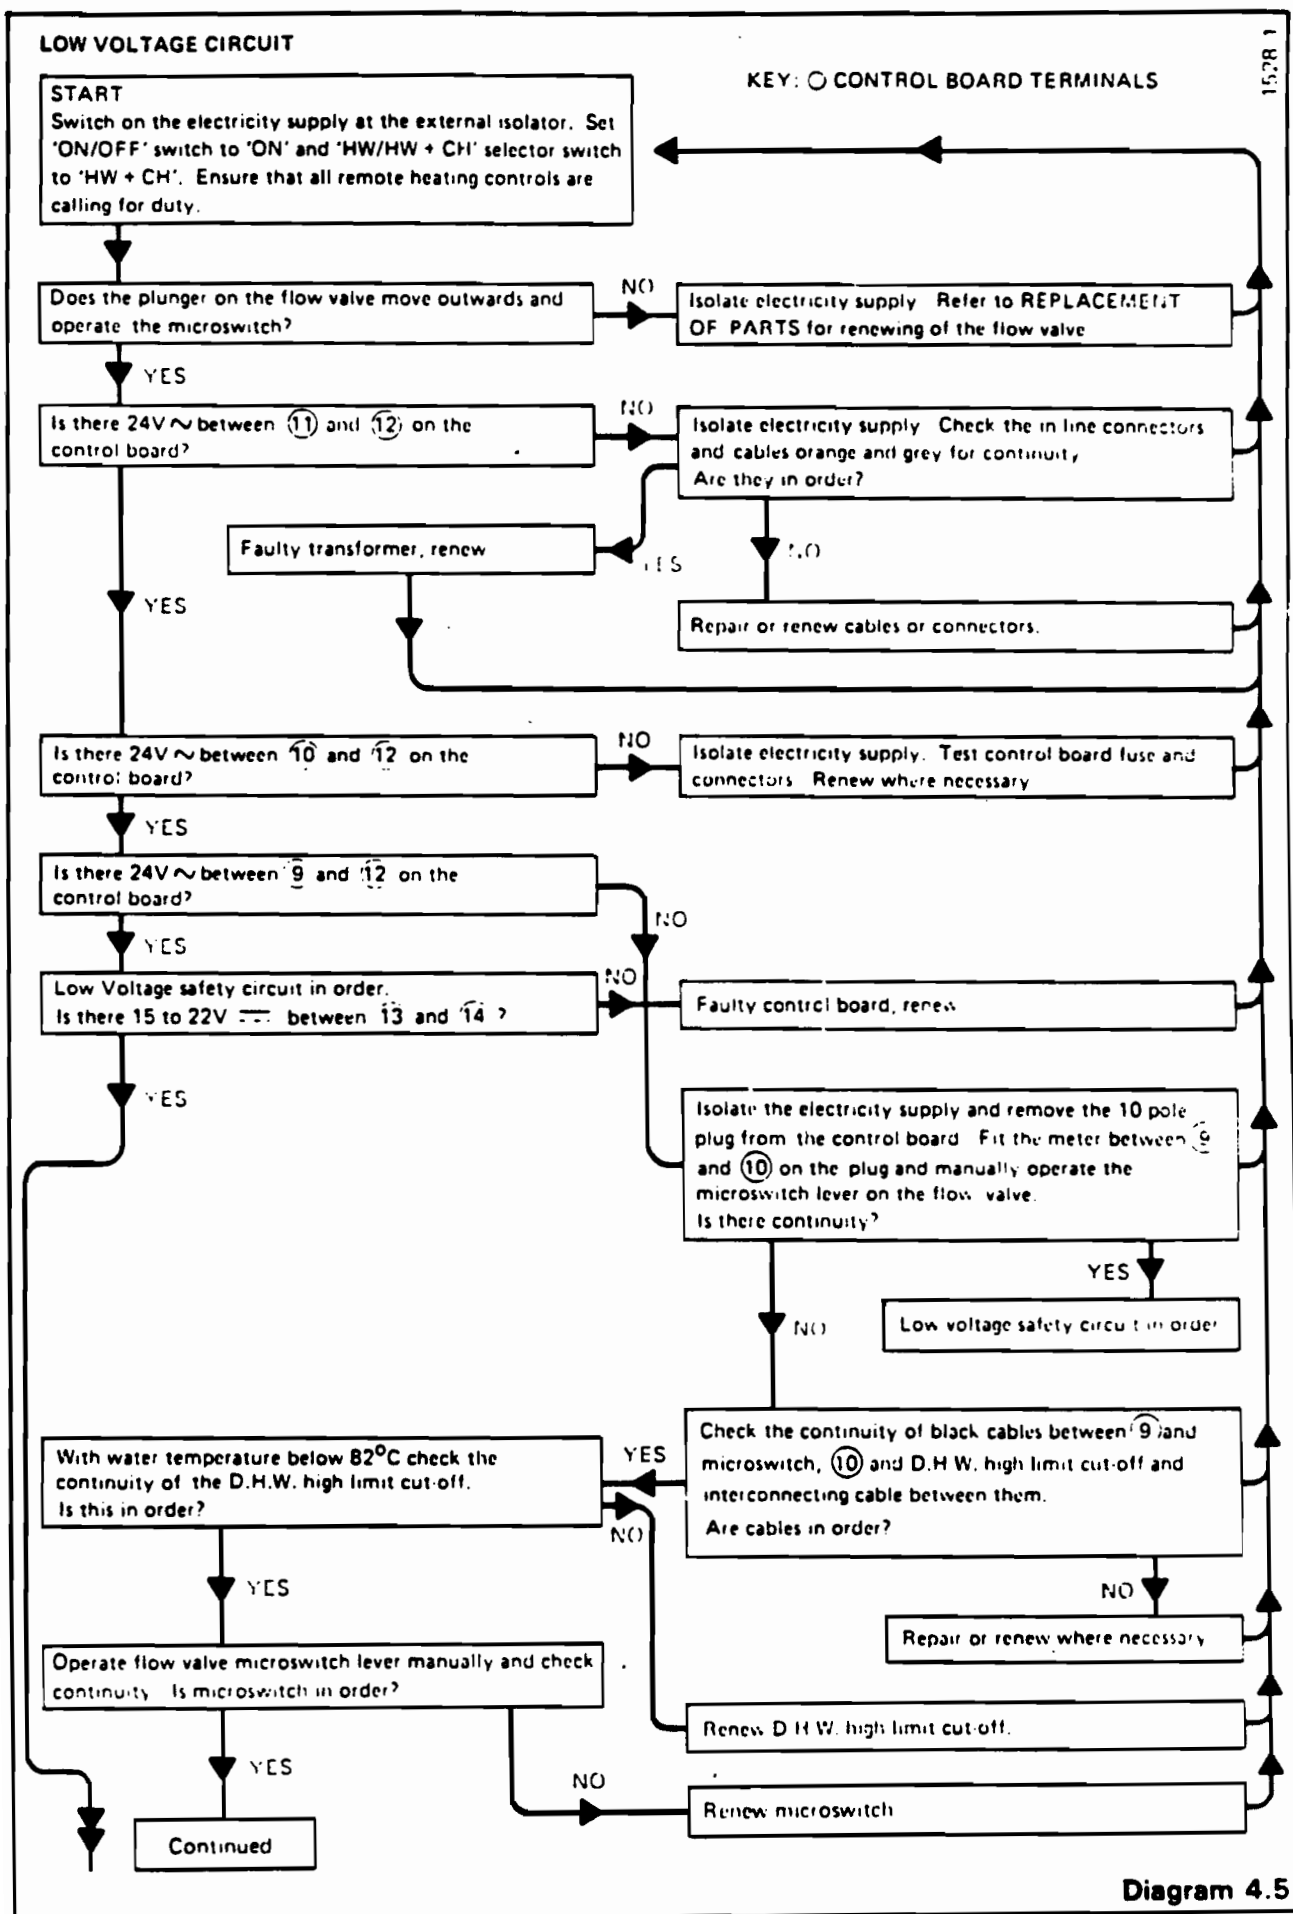 LOW VOLTAGE CIRCUIT
KEY: ○ CONTROL BOARD TERMINALS
1528 1
START
Switch on the electricity supply at the external isolator. Set
'ON/OFF' switch to 'ON' and 'HW/HW + CH' selector switch
to 'HW + CH'. Ensure that all remote heating controls are
calling for duty.
Does the plunger on the flow valve move outwards and
operate the microswitch?
NO
Isolate electricity supply Refer to REPLACEMENT
OF PARTS for renewing of the flow valve
YES
Is there 24V ~ between (11) and (12) on the
control board?
NO
Isolate electricity supply Check the in line connectors
and cables orange and grey for continuity
Are they in order?
Faulty transformer, renew
YES
NO
YES
Repair or renew cables or connectors.
Is there 24V ~ between 10 and 12 on the
control board?
NO
Isolate electricity supply. Test control board fuse and
connectors Renew where necessary
YES
Is there 24V ~ between 9 and 12 on the
control board?
NO
YES
Low Voltage safety circuit in order.
Is there 15 to 22V ⎓ between 13 and 14 ?
NO
Faulty control board, renew
YES
Isolate the electricity supply and remove the 10 pole
plug from the control board Fit the meter between 9
and (10) on the plug and manually operate the
microswitch lever on the flow valve.
Is there continuity?
YES
NO
Low voltage safety circuit in order
Check the continuity of black cables between (9) and
microswitch, (10) and D.H W. high limit cut-off and
interconnecting cable between them.
Are cables in order?
YES
With water temperature below 82°C check the
continuity of the D.H.W. high limit cut-off.
Is this in order?
NO
YES
NO
Repair or renew where necessary
Operate flow valve microswitch lever manually and check
continuity Is microswitch in order?
Renew D H W. high limit cut-off.
YES
NO
Renew microswitch
Continued
Diagram 4.5